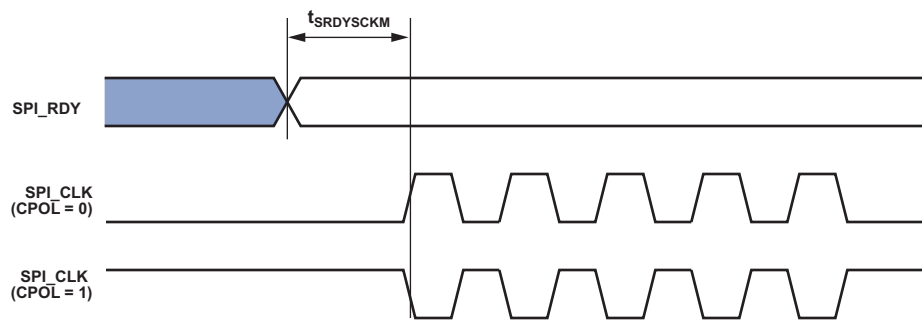 tSRDYSCKM
SPI_RDY
SPI_CLK
(CPOL = 0)
SPI_CLK
(CPOL = 1)